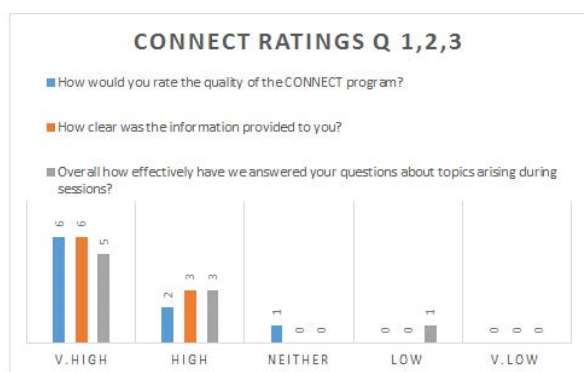 CONNECT RATINGS Q 1,2,3
How would you rate the quality of the CONNECT program?
How clear was the information provided to you?
Overall how effectively have we answered your questions about topics arising during
sessions?
6 6 5
2 3 3
1 0 0
0 0 1
0 0 0
V.HIGH HIGH NEITHER LOW V.LOW